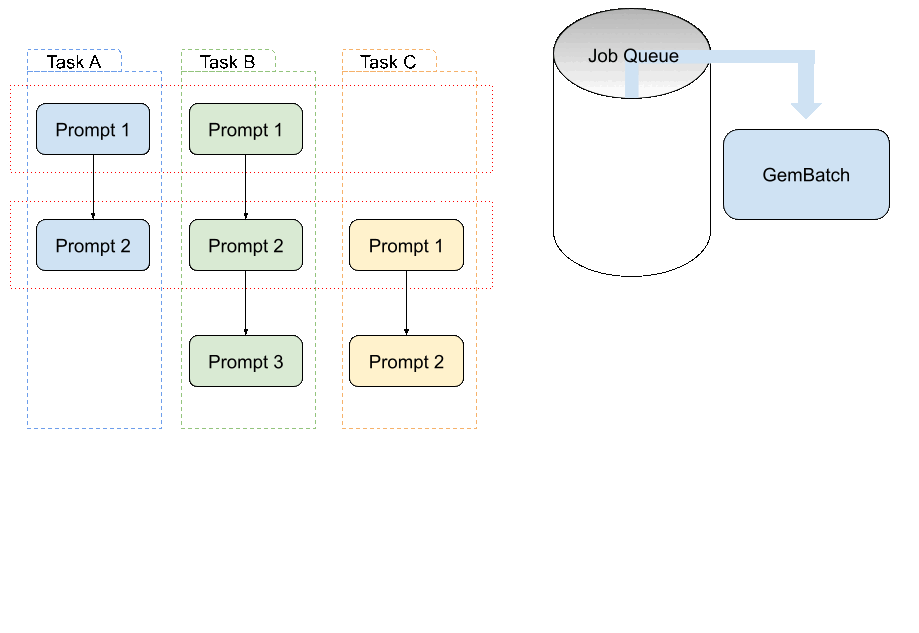 Task A
Task B
Task C
Job Queue
Prompt 1
Prompt 1
GemBatch
Prompt 2
Prompt 2
Prompt 1
Prompt 3
Prompt 2